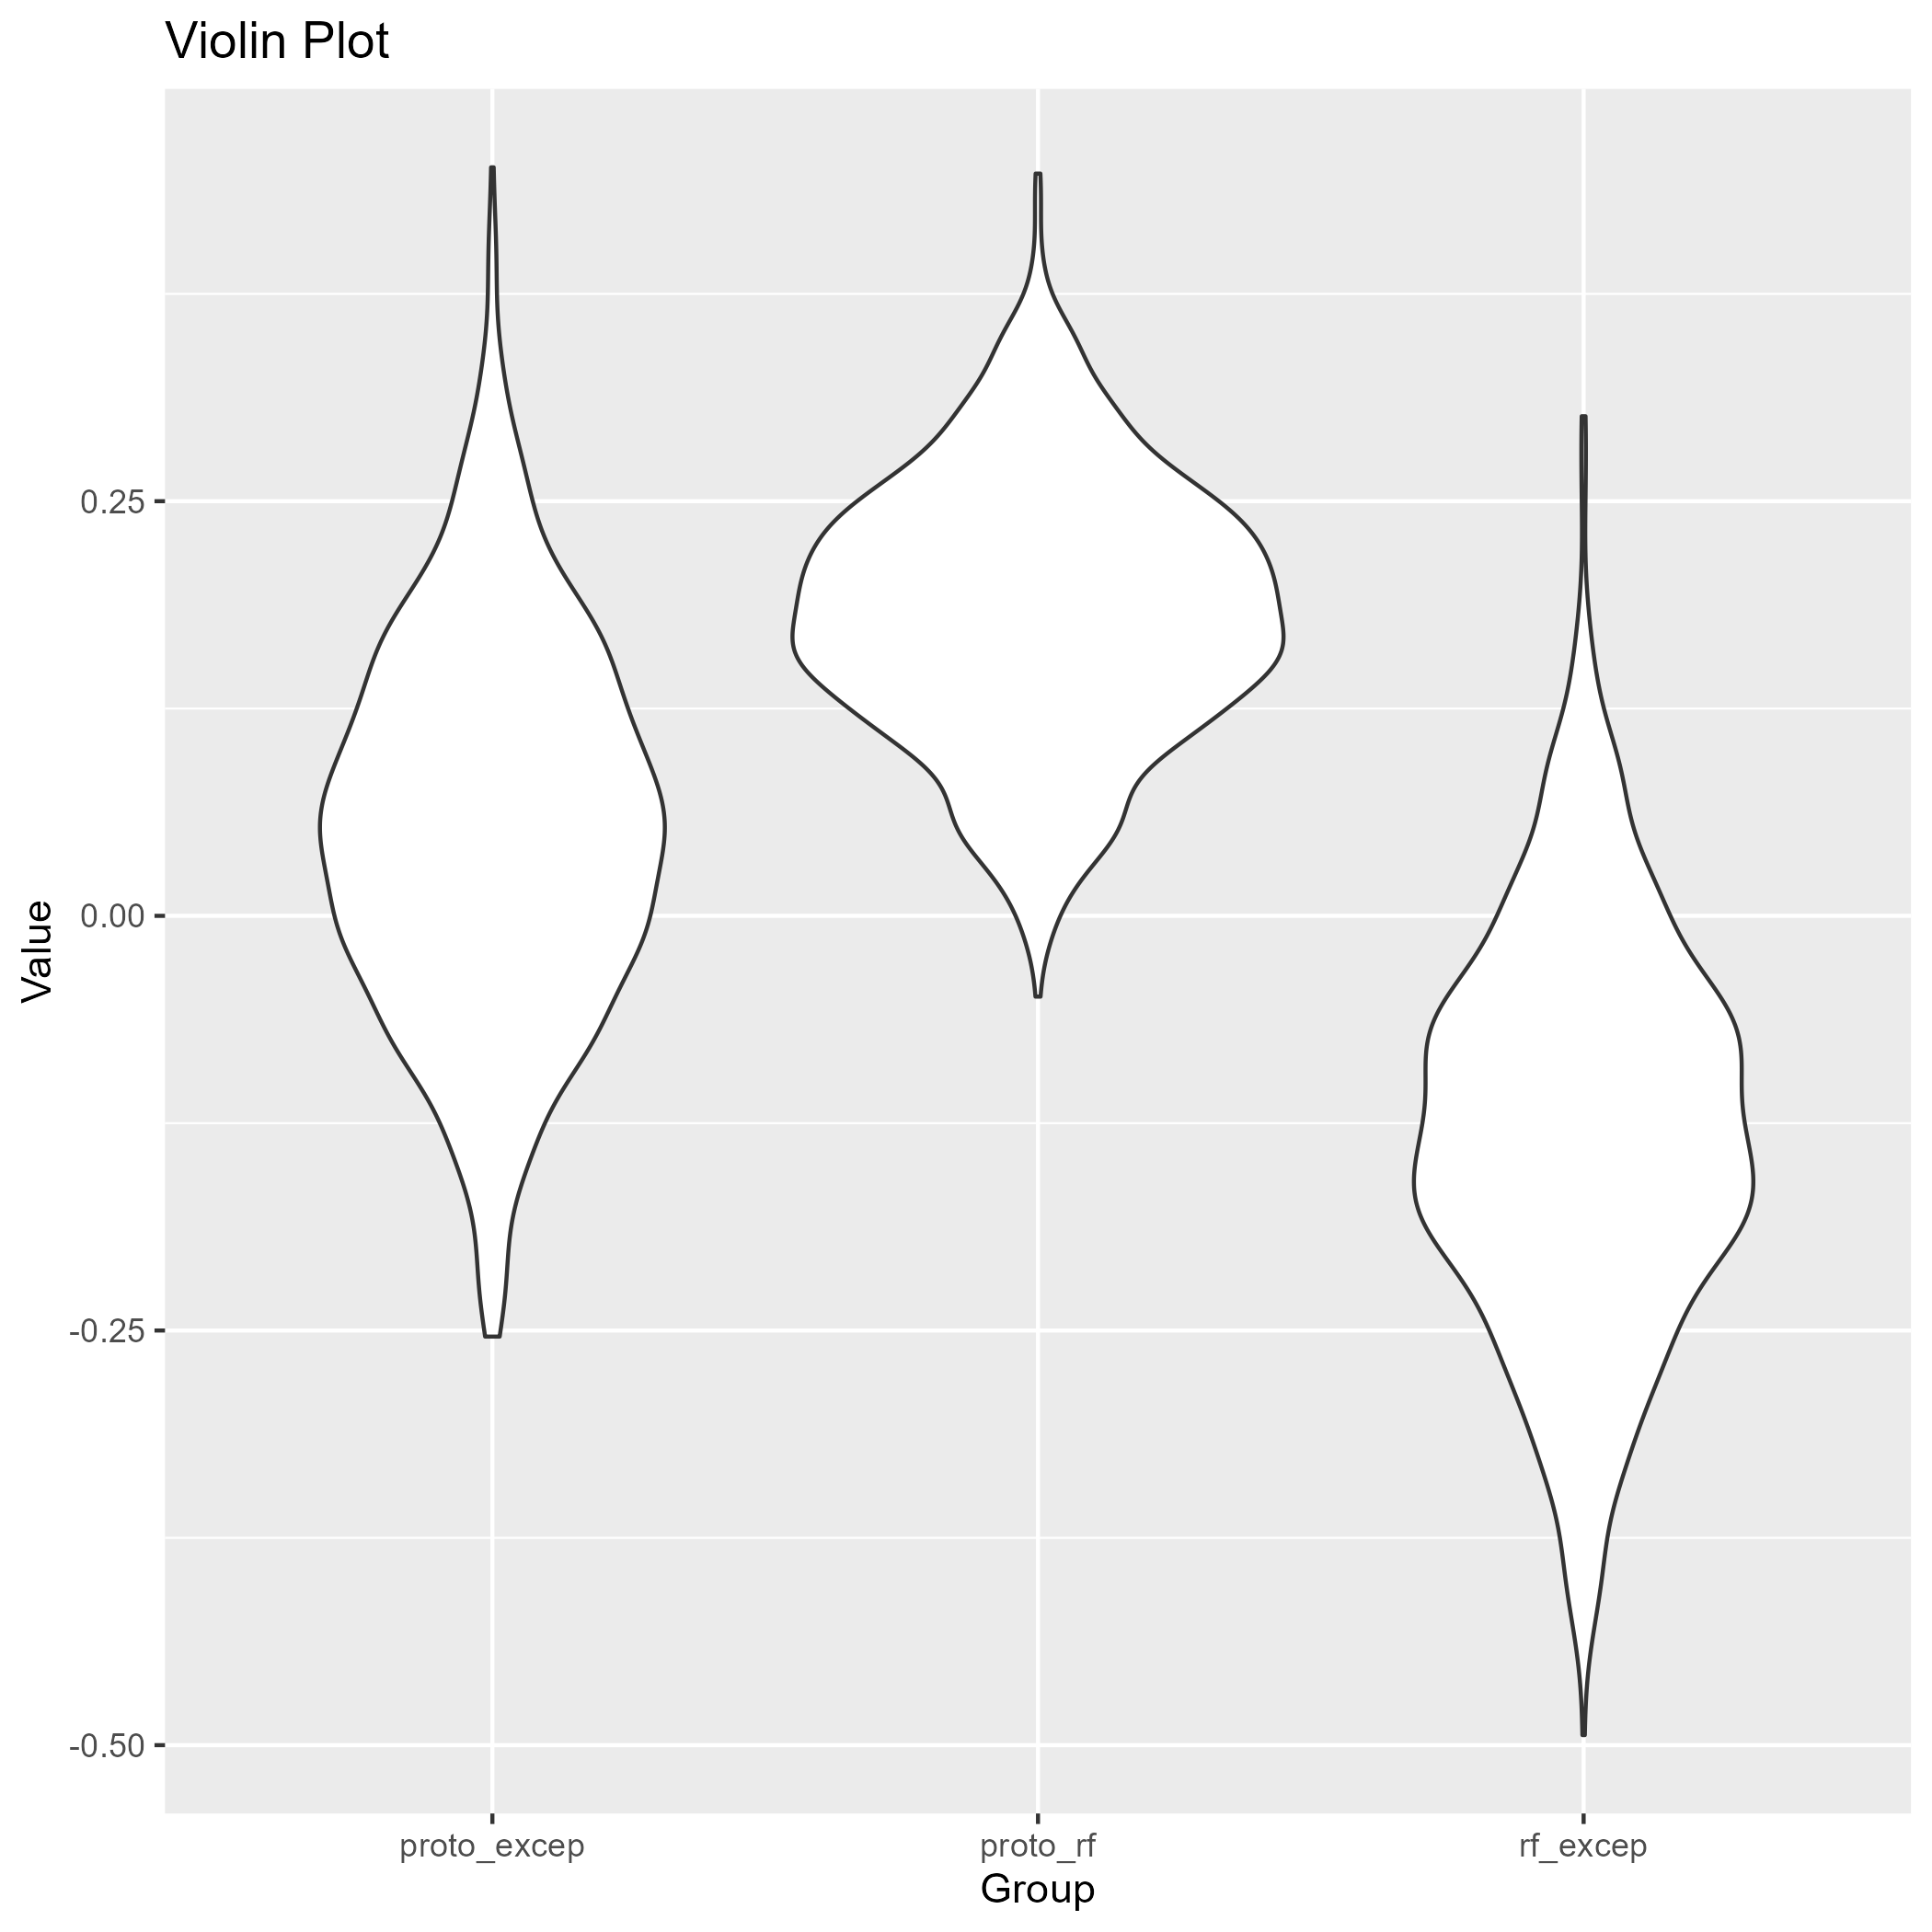 Violin Plot
0.25
0.00
-0.25
-0.50
Value
proto_excep
proto_rf
rf_excep
Group